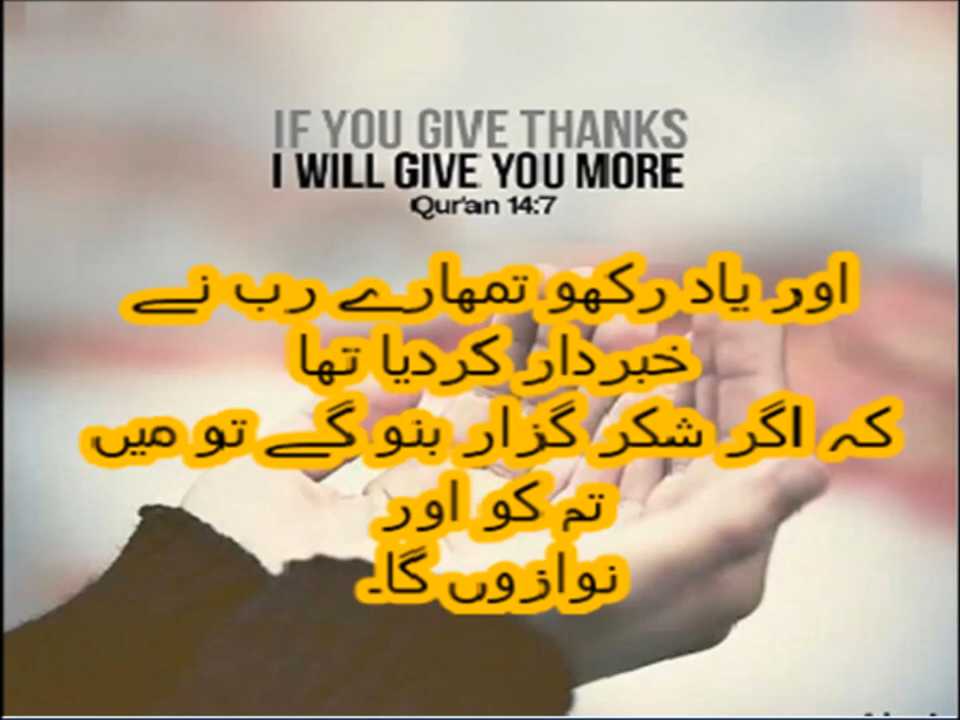 IF YOU GIVE THANKS
I WILL GIVE YOU MORE
Qur'an 14:7
اور یاد رکھو تمھارے رب نے
خبردار کردیا تھا
کہ اگر شکر گزار بنو گے تو میں
تم کو اور
نوازوں گا۔